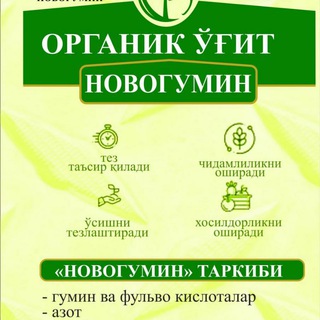 НОВОГУМИН
ОРГАНИК ЎҒИТ
НОВОГУМИН
тез
таъсир қилади
чидамлиликни
оширади
ўсишни
тезлаштиради
хосилдорликни
оширади
«НОВОГУМИН» ТАРКИБИ
- гумин ва фульво кислоталар
- азот